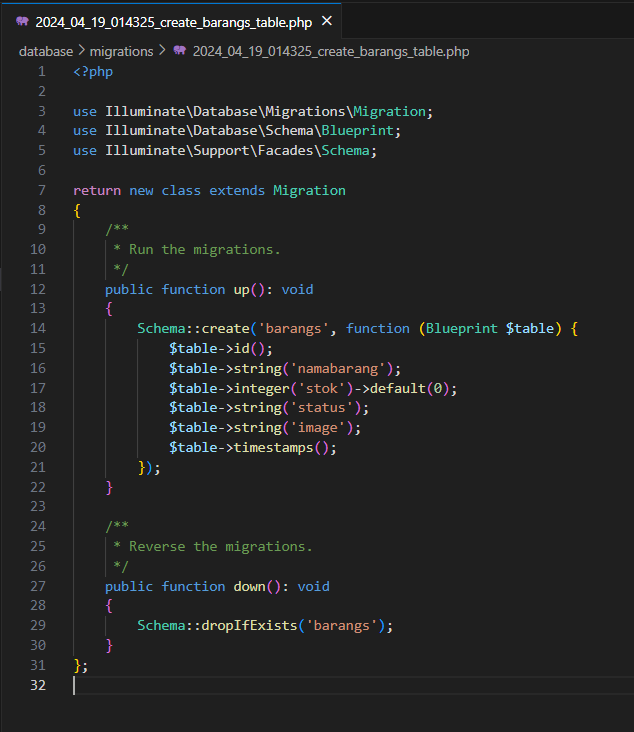 2024_04_19_014325_create_barangs_table.php ×
database > migrations > 2024_04_19_014325_create_barangs_table.php
1 <?php
2
3 use Illuminate\Database\Migrations\Migration;
4 use Illuminate\Database\Schema\Blueprint;
5 use Illuminate\Support\Facades\Schema;
6
7 return new class extends Migration
8 {
9     /**
10      * Run the migrations.
11      */
12     public function up(): void
13     {
14         Schema::create('barangs', function (Blueprint $table) {
15             $table->id();
16             $table->string('namabarang');
17             $table->integer('stok')->default(0);
18             $table->string('status');
19             $table->string('image');
20             $table->timestamps();
21         });
22     }
23
24     /**
25      * Reverse the migrations.
26      */
27     public function down(): void
28     {
29         Schema::dropIfExists('barangs');
30     }
31 };
32